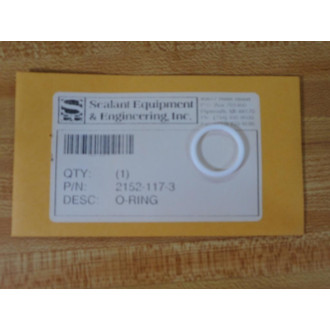 Sealant Equipment
& Engineering, Inc.
QTY: (1)
P/N: 2152-117-3
DESC: O-RING